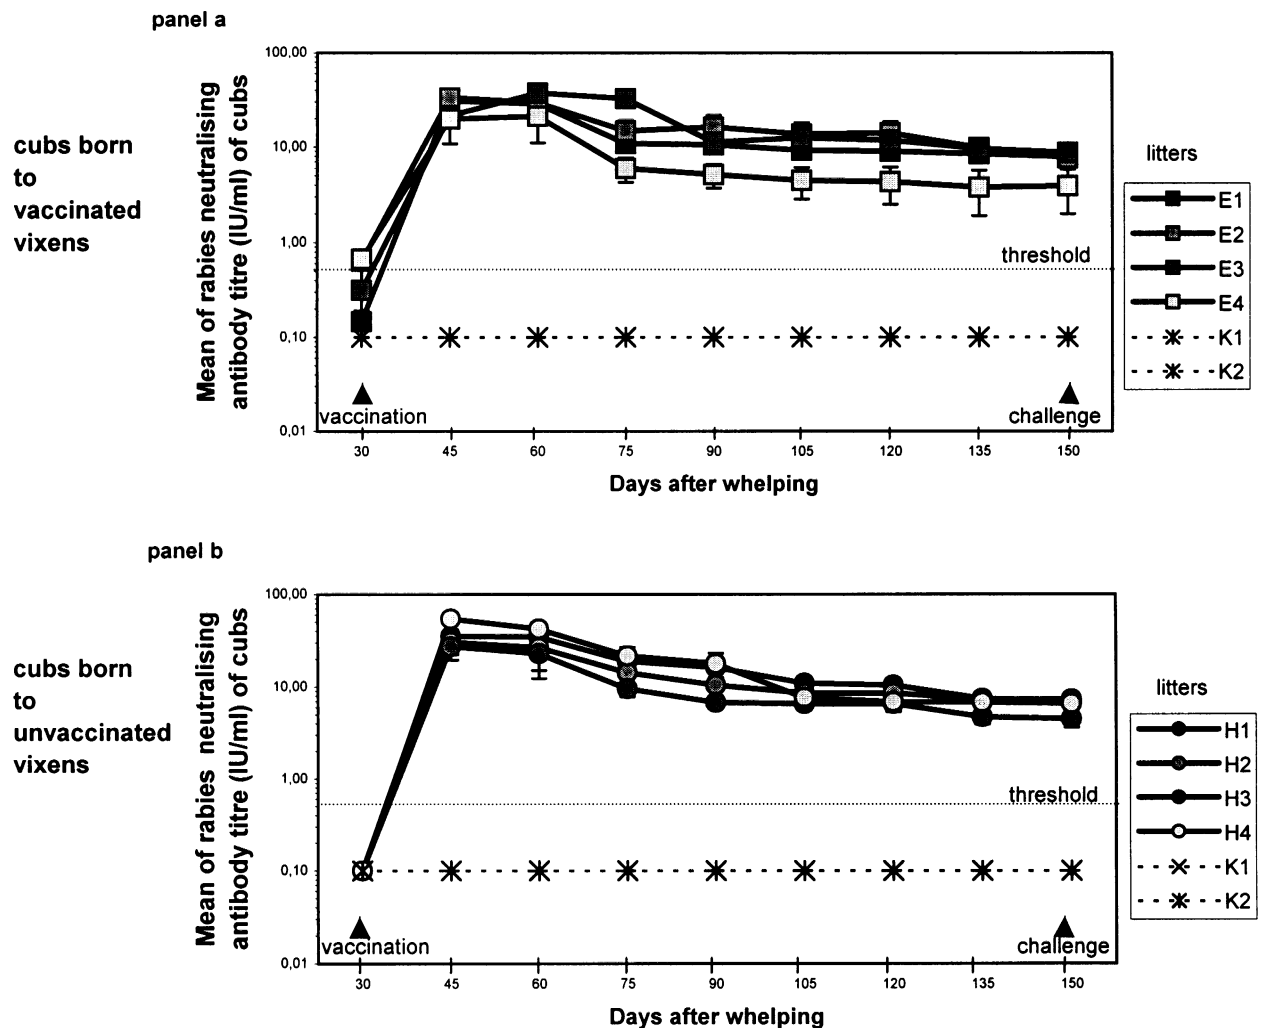 panel a
cubs born
to
vaccinated
vixens
Mean of rabies neutralising
antibody titre (IU/ml) of cubs
100,00
10,00
1,00
0,10
0,01
threshold
vaccination
challenge
30 45 60 75 90 105 120 135 150
Days after whelping
litters
E1
E2
E3
E4
K1
K2
panel b
cubs born
to
unvaccinated
vixens
Mean of rabies neutralising
antibody titre (IU/ml) of cubs
100,00
10,00
1,00
0,10
0,01
threshold
vaccination
challenge
30 45 60 75 90 105 120 135 150
Days after whelping
litters
H1
H2
H3
H4
K1
K2